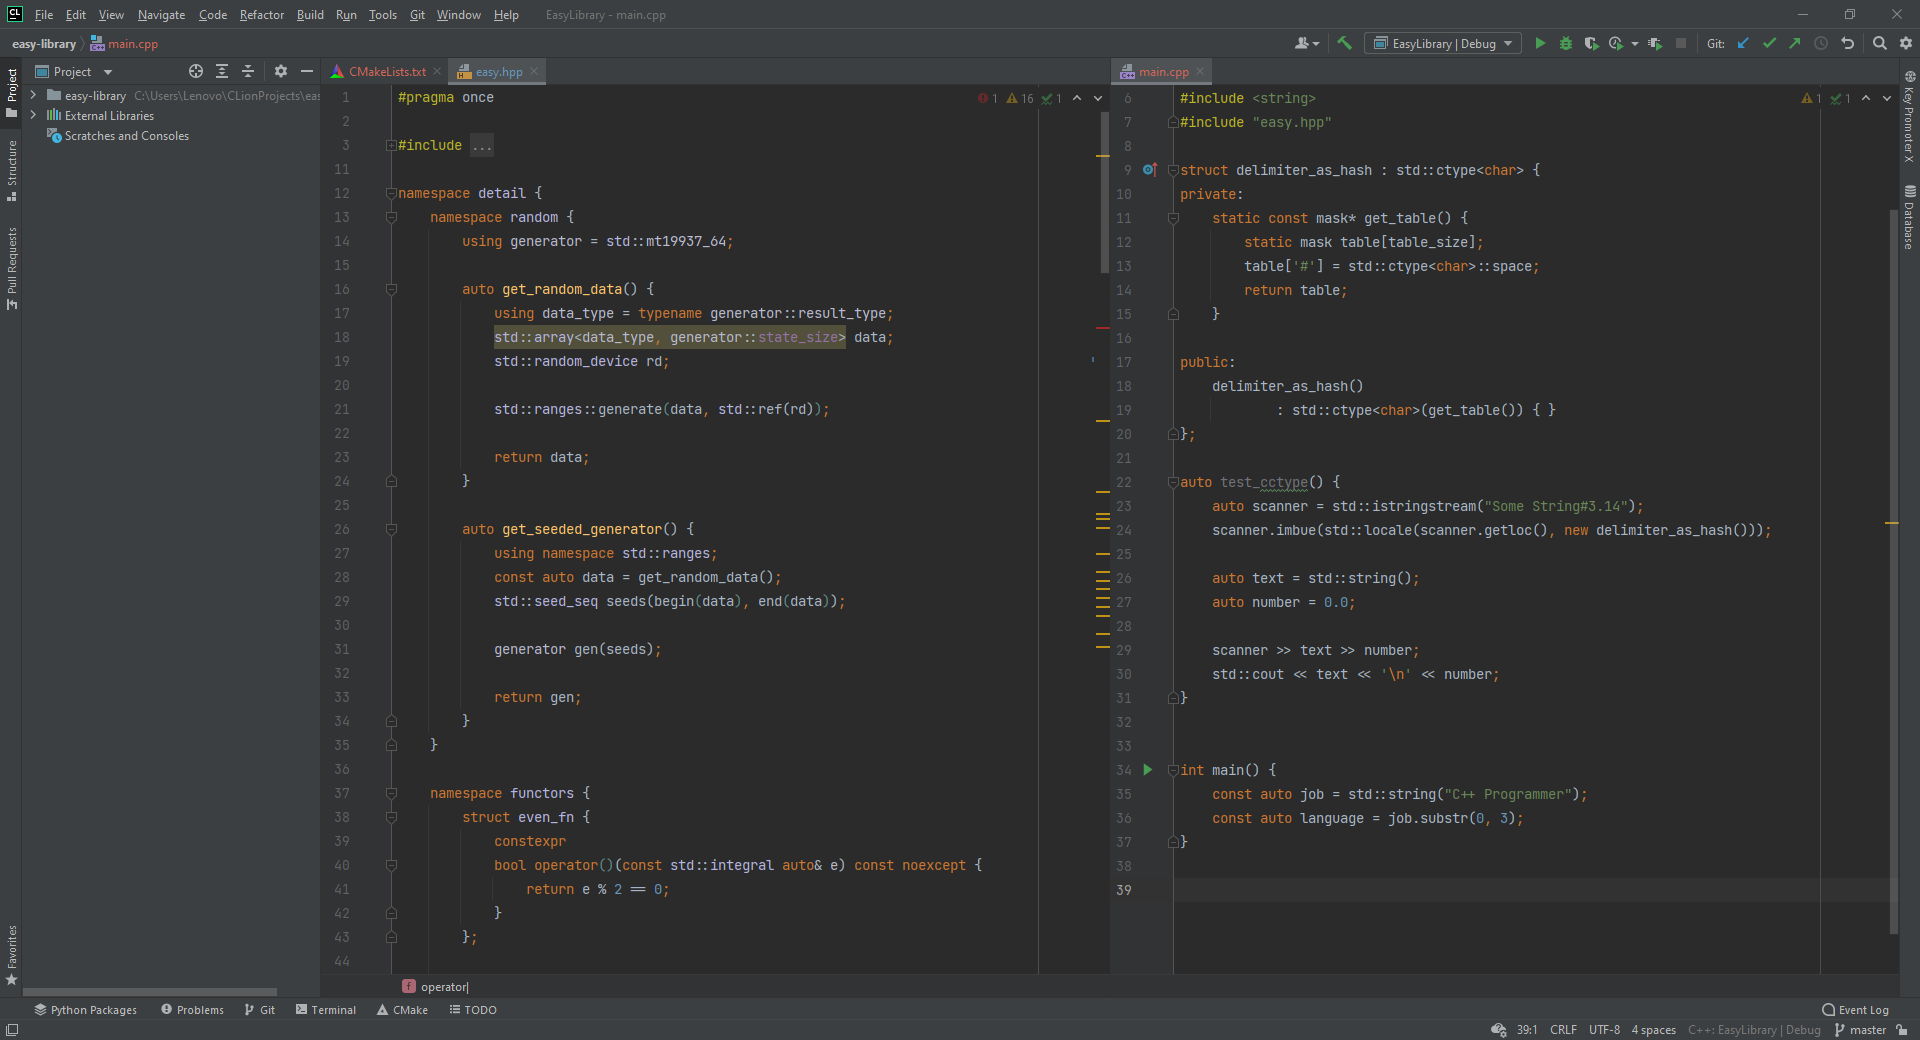 CL File Edit View Navigate Code Refactor Build Run Tools Git Window Help EasyLibrary - main.cpp
easy-library main.cpp EasyLibrary | Debug Git:
Project
CMakeLists.txt easy.hpp main.cpp
easy-library C:\Users\Lenovo\CLionProjects\eas
External Libraries
Scratches and Consoles
Project
Structure
Pull Requests
Favorites
1 #pragma once
1 16 1
2
3 #include ...
11
12 namespace detail {
13 namespace random {
14 using generator = std::mt19937_64;
15
16 auto get_random_data() {
17 using data_type = typename generator::result_type;
18 std::array<data_type, generator::state_size> data;
19 std::random_device rd;
20
21 std::ranges::generate(data, std::ref(rd));
22
23 return data;
24 }
25
26 auto get_seeded_generator() {
27 using namespace std::ranges;
28 const auto data = get_random_data();
29 std::seed_seq seeds(begin(data), end(data));
30
31 generator gen(seeds);
32
33 return gen;
34 }
35 }
36
37 namespace functors {
38 struct even_fn {
39 constexpr
40 bool operator()(const std::integral auto& e) const noexcept {
41 return e % 2 == 0;
42 }
43 };
44
f operator
6 #include <string>
1 1
7 #include "easy.hpp"
8
9 struct delimiter_as_hash : std::ctype<char> {
10 private:
11 static const mask* get_table() {
12 static mask table[table_size];
13 table['#'] = std::ctype<char>::space;
14 return table;
15 }
16
17 public:
18 delimiter_as_hash()
19 : std::ctype<char>(get_table()) { }
20 };
21
22 auto test_cctype() {
23 auto scanner = std::istringstream("Some String#3.14");
24 scanner.imbue(std::locale(scanner.getloc(), new delimiter_as_hash()));
25
26 auto text = std::string();
27 auto number = 0.0;
28
29 scanner >> text >> number;
30 std::cout << text << '\n' << number;
31 }
32
33
34 int main() {
35 const auto job = std::string("C++ Programmer");
36 const auto language = job.substr(0, 3);
37 }
38
39
Key Promoter X
Database
Python Packages Problems Git Terminal CMake TODO Event Log
39:1 CRLF UTF-8 4 spaces C++: EasyLibrary | Debug master